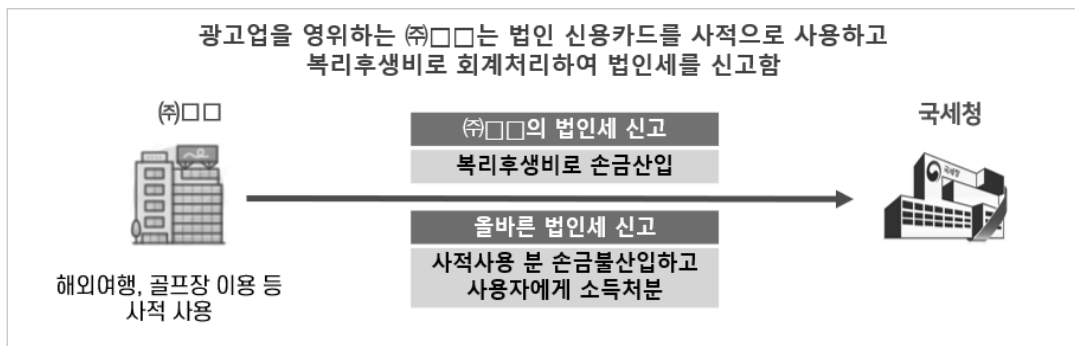 광고업을 영위하는 ㈜□□는 법인 신용카드를 사적으로 사용하고
복리후생비로 회계처리하여 법인세를 신고함
㈜□□
국세청
㈜□□의 법인세 신고
복리후생비로 손금산입
국세청
올바른 법인세 신고
사적사용 분 손금불산입하고
사용자에게 소득처분
해외여행, 골프장 이용 등
사적 사용